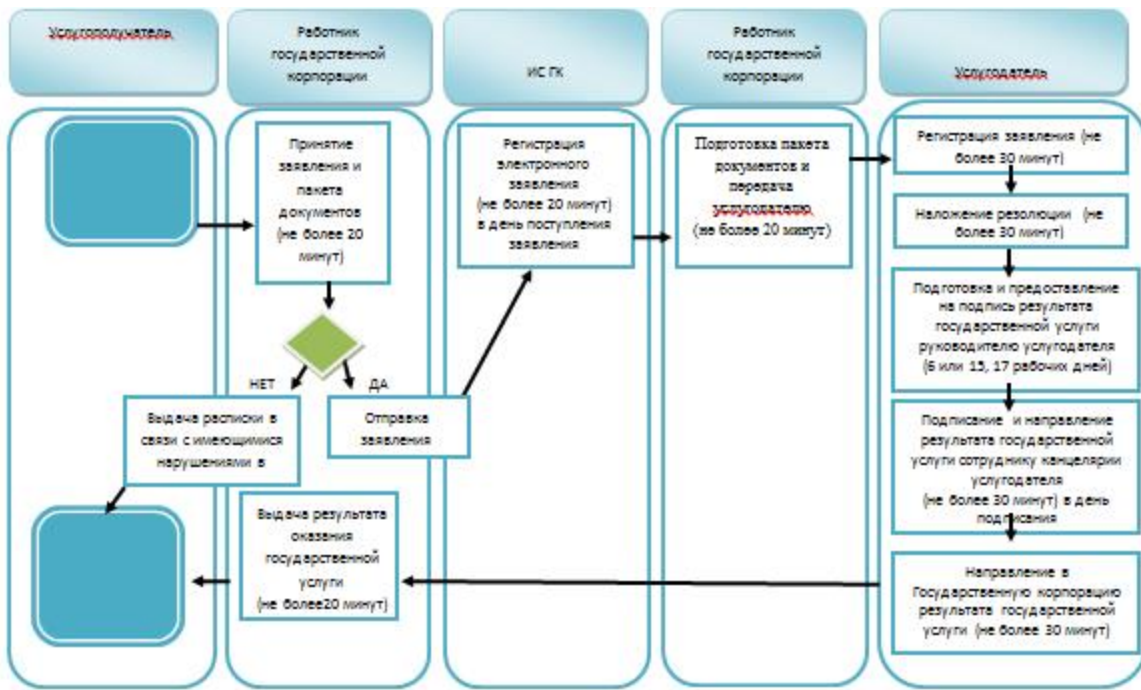 Услугополучатель
Работник
государственной
корпорации
ИС ГК
Работник
государственной
корпорации
Услугодатель
Принятие
заявления и
пакета
документов
(не более 20
минут)
НЕТ
ДА
Выдача расписки в
связи с имеющимися
нарушениями в
Отправка
заявления
Регистрация
электронного
заявления
(не более 20 минут)
в день поступления
заявления
Подготовка пакета
документов и
передача
услугодателю
(не более 20 минут)
Регистрация заявления (не
более 30 минут)
Наложение резолюции (не
более 30 минут)
Подготовка и предоставление
на подпись результата
государственной услуги
руководителю услугодателя
(6 или 15, 17 рабочих дней)
Подписание и направление
результата государственной
услуги сотруднику канцелярии
услугодателя
(не более 30 минут) в день
подписания
Направление в
Государственную корпорацию
результата государственной
услуги (не более 30 минут)
Выдача результата
оказания
государственной
услуги
(не более20 минут)